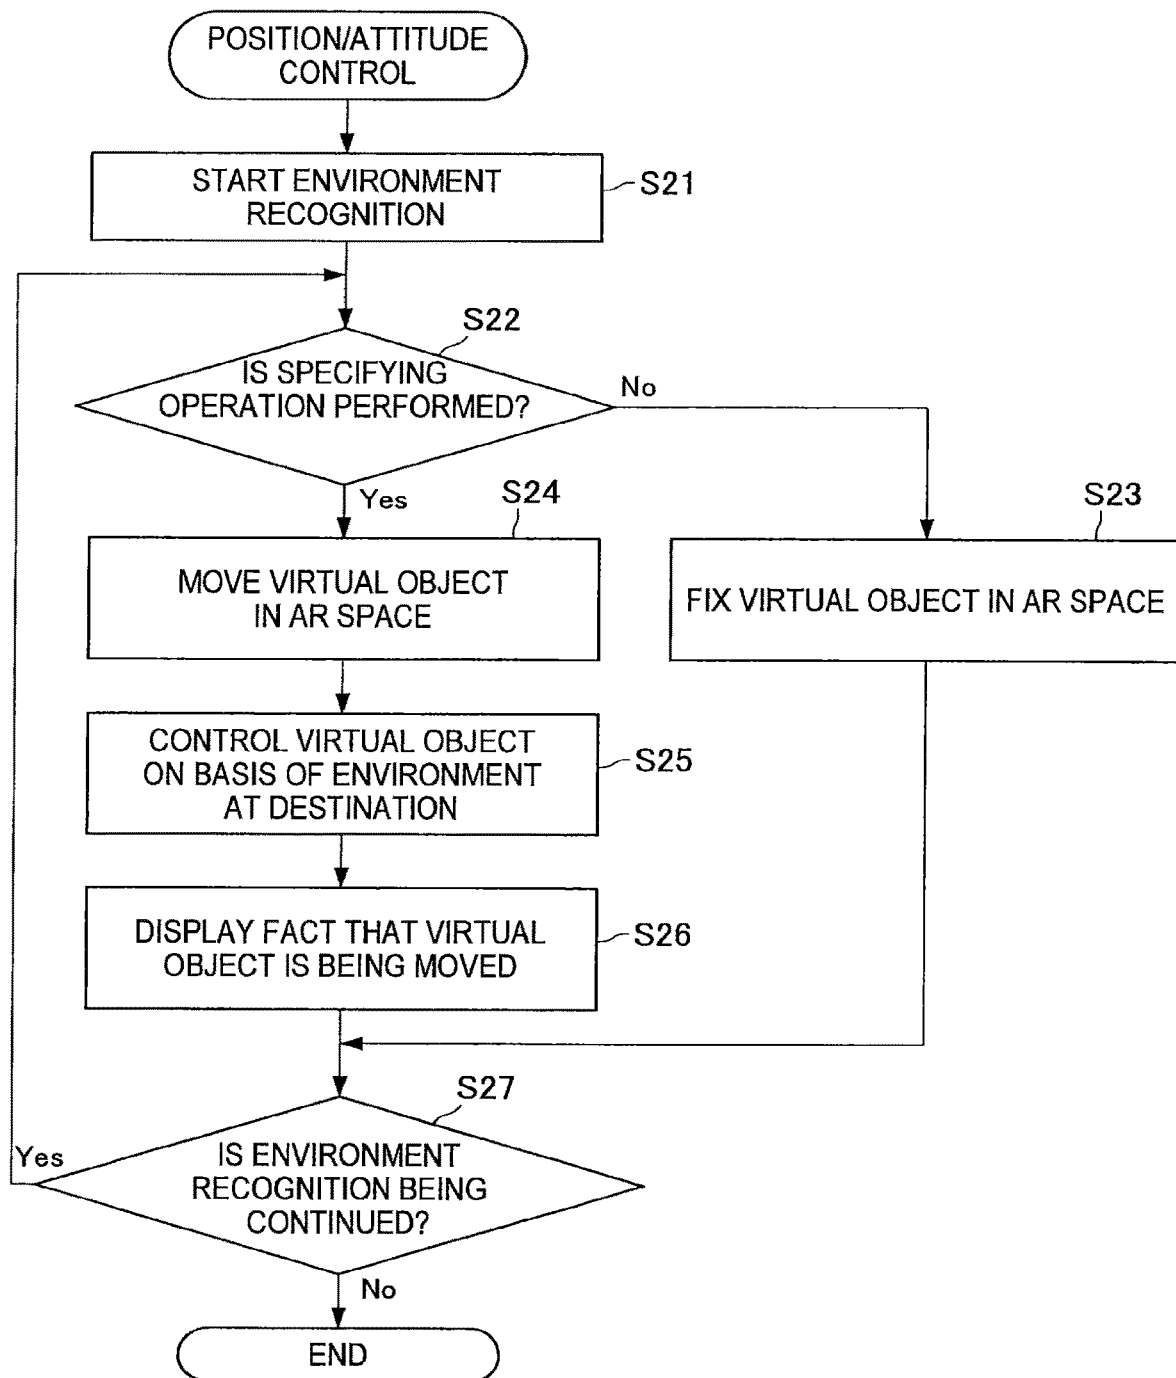 POSITION/ATTITUDE
CONTROL
START ENVIRONMENT
RECOGNITION
S21
S22
IS SPECIFYING
OPERATION PERFORMED?
No
Yes
S24
MOVE VIRTUAL OBJECT
IN AR SPACE
S23
FIX VIRTUAL OBJECT IN AR SPACE
CONTROL VIRTUAL OBJECT
ON BASIS OF ENVIRONMENT
AT DESTINATION
S25
DISPLAY FACT THAT VIRTUAL
OBJECT IS BEING MOVED
S26
S27
Yes
IS ENVIRONMENT
RECOGNITION BEING
CONTINUED?
No
END